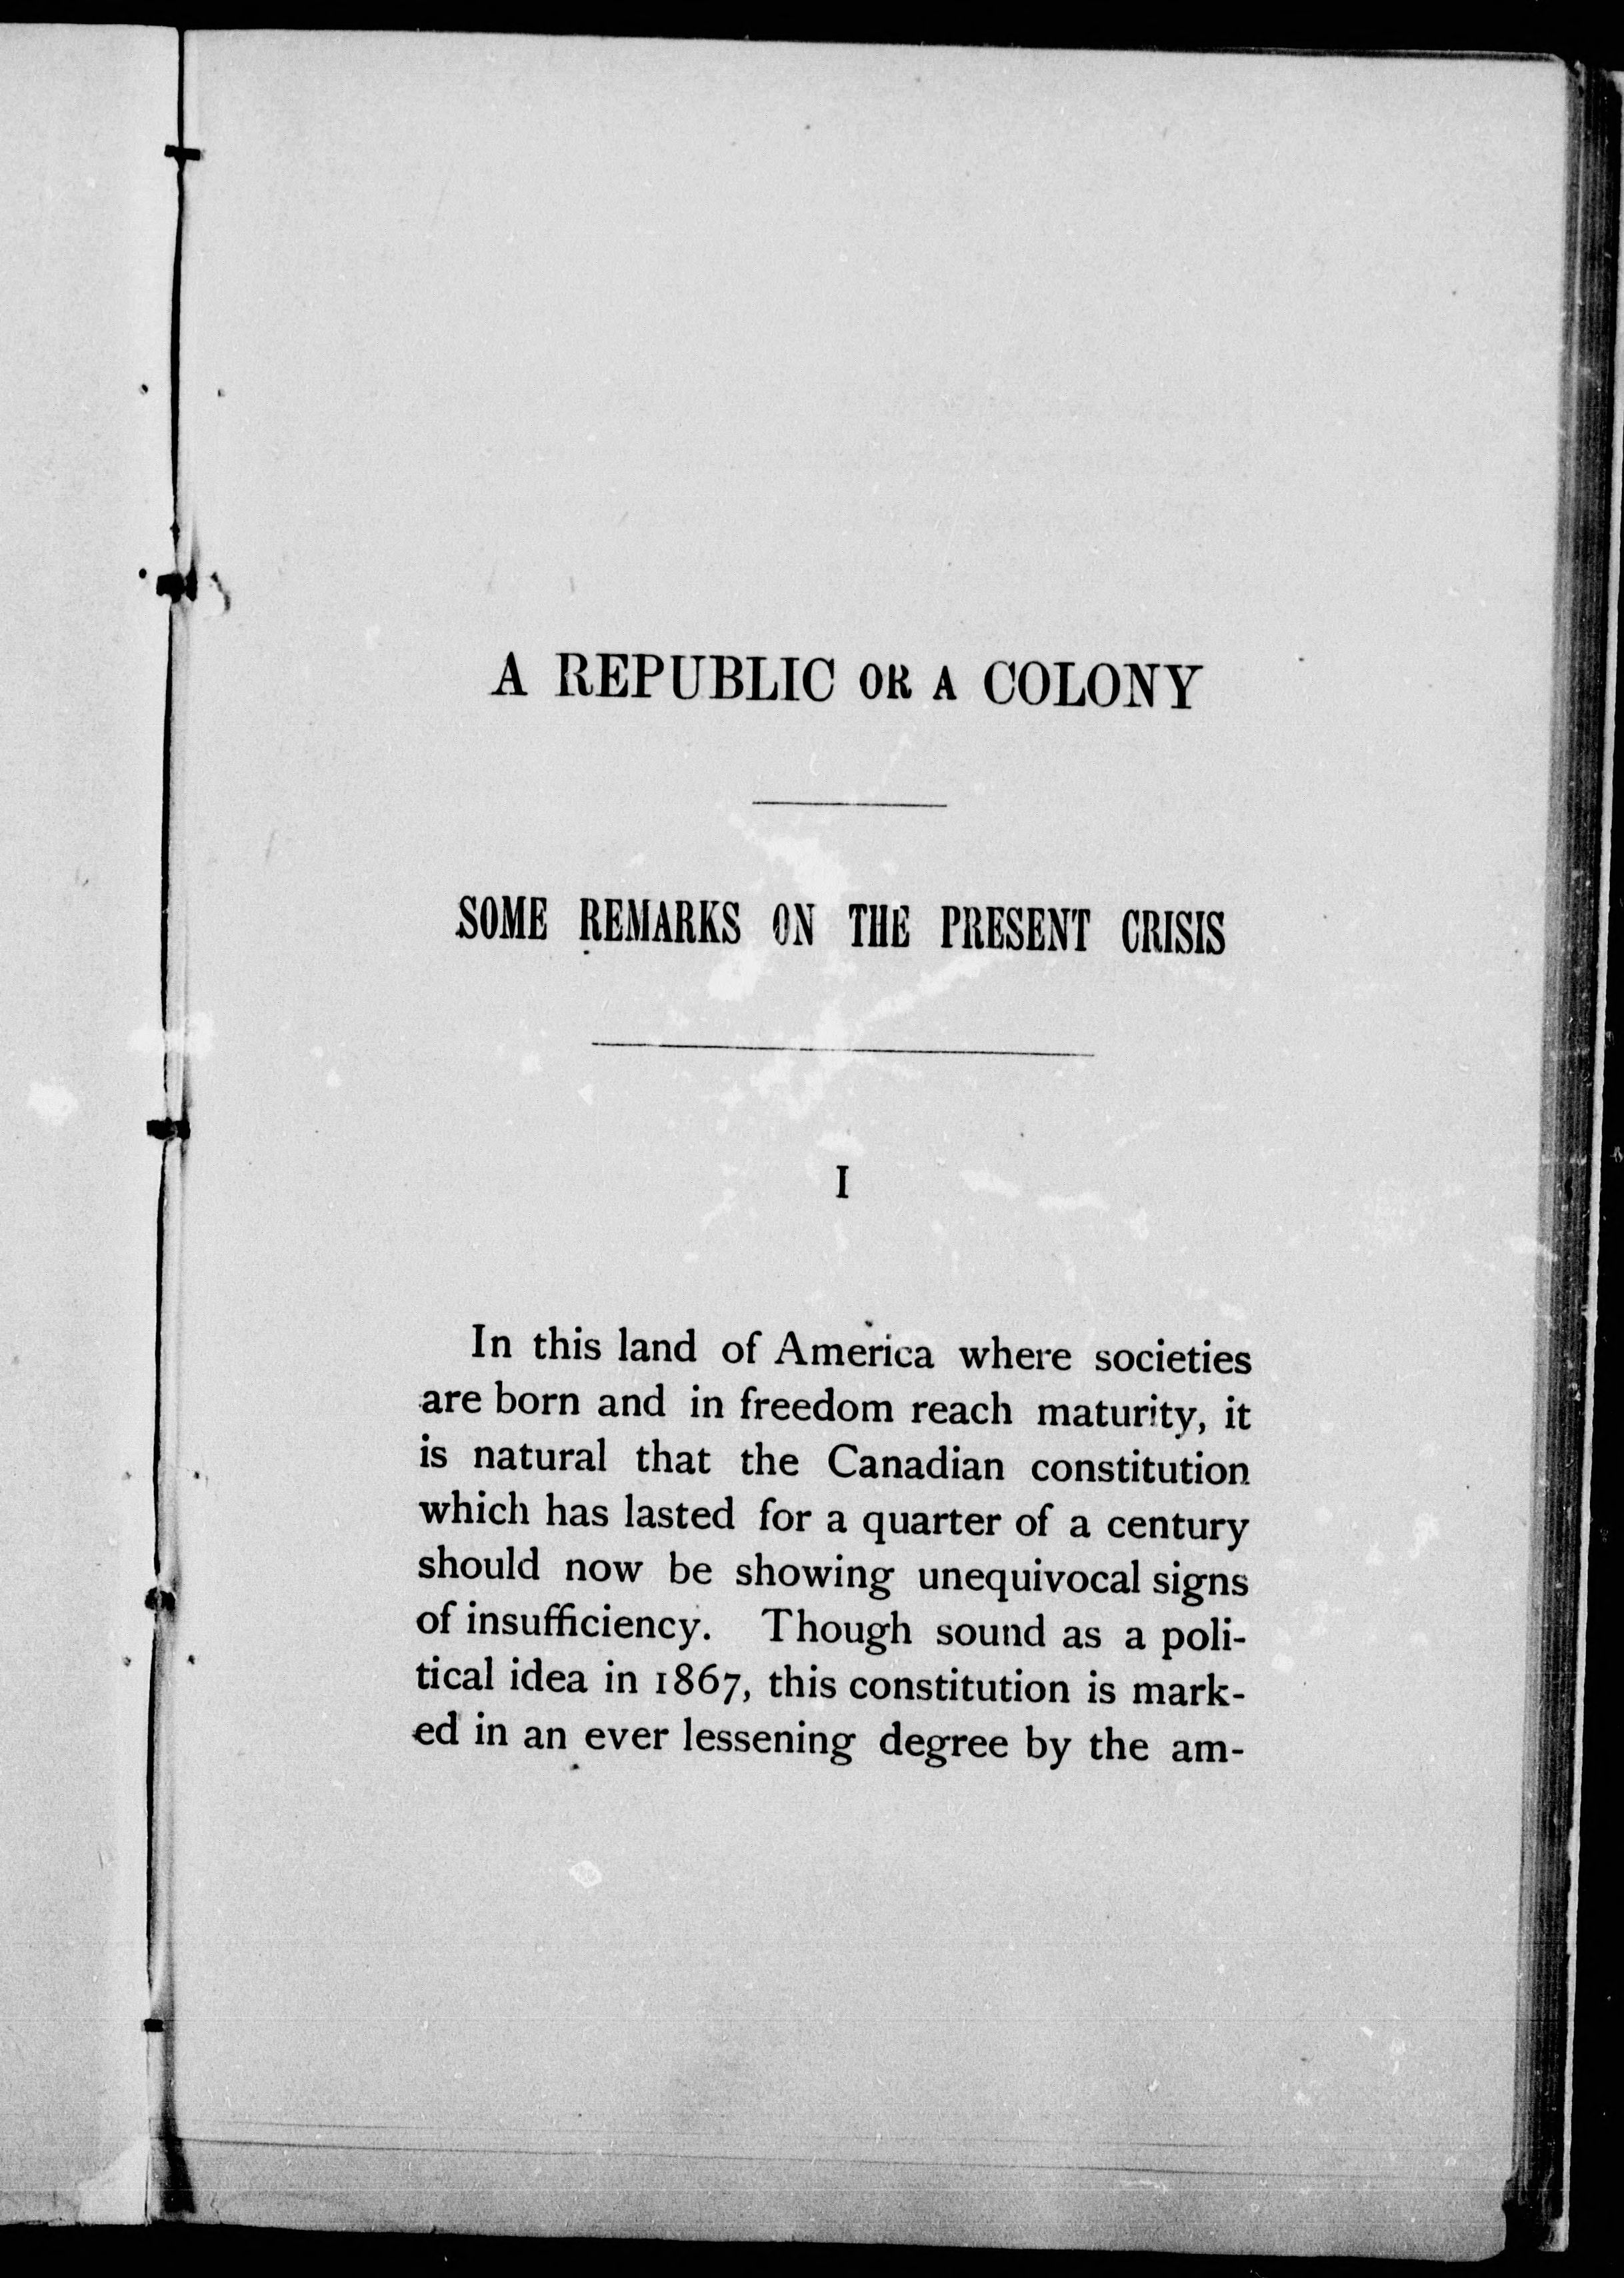 A REPUBLIC OR A COLONY
SOME REMARKS ON THE PRESENT CRISIS
I
In this land of America where societies
are born and in freedom reach maturity, it
is natural that the Canadian constitution
which has lasted for a quarter of a century
should now be showing unequivocal signs
of insufficiency. Though sound as a poli-
tical idea in 1867, this constitution is mark-
ed in an ever lessening degree by the am-